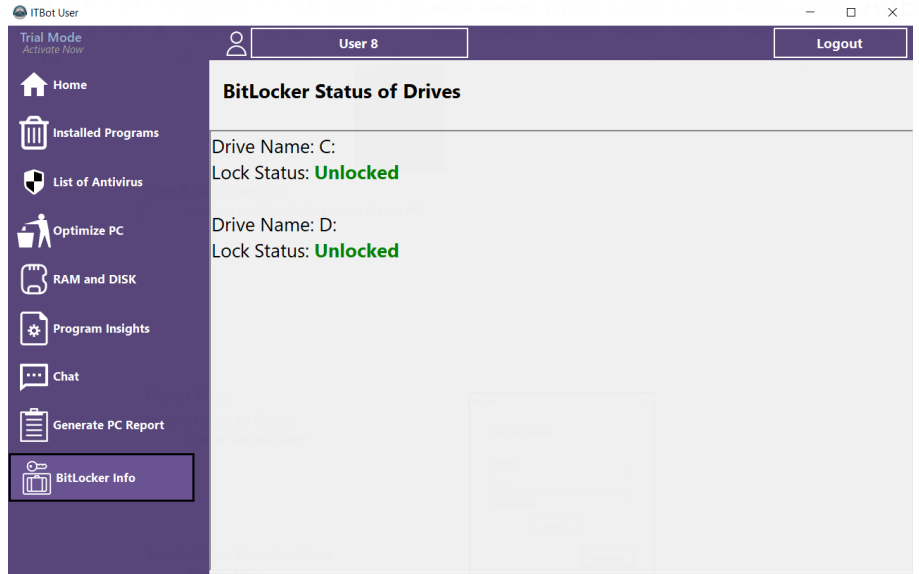 ITBot User
Trial Mode
Activate Now
User 8
Logout
Home
Installed Programs
List of Antivirus
Optimize PC
RAM and DISK
Program Insights
Chat
Generate PC Report
BitLocker Info
BitLocker Status of Drives
Drive Name: C:
Lock Status: Unlocked
Drive Name: D:
Lock Status: Unlocked